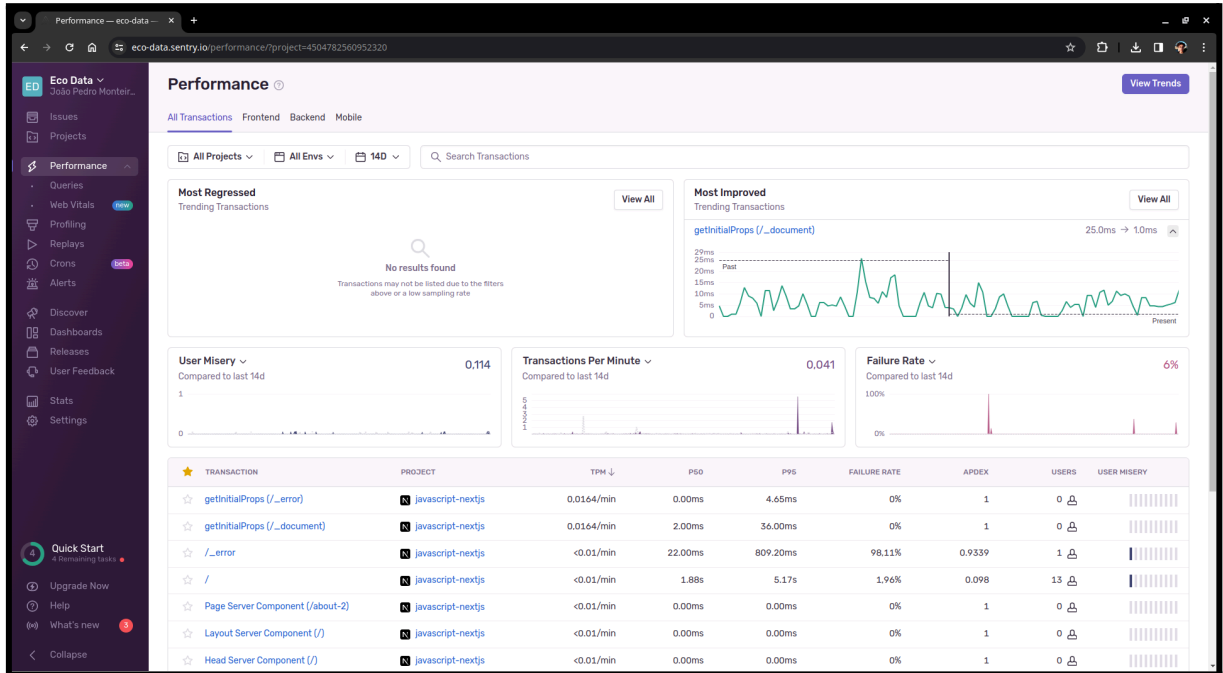 Performance — eco-data —
eco-data.sentry.io/performance/?project=4504782560952320
ED
Eco Data
João Pedro Monteir...
Issues
Projects
Performance
Queries
Web Vitals new
Profiling
Replays
Crons beta
Alerts
Discover
Dashboards
Releases
User Feedback
Stats
Settings
4
Quick Start
4 Remaining tasks
Upgrade Now
Help
What's new 3
Collapse
Performance
View Trends
All Transactions Frontend Backend Mobile
All Projects All Envs 14D Search Transactions
Most Regressed
Trending Transactions
View All
No results found
Transactions may not be listed due to the filters
above or a low sampling rate
Most Improved
Trending Transactions
View All
getInitialProps (/_document) 25.0ms → 1.0ms
29ms
25ms
20ms
15ms
10ms
5ms
0
Past
Present
User Misery 0,114
Compared to last 14d
1
0
Transactions Per Minute 0,041
Compared to last 14d
5
4
3
2
1
Failure Rate 6%
Compared to last 14d
100%
0%
TRANSACTION PROJECT TPM ↓ P50 P95 FAILURE RATE APDEX USERS USER MISERY
getInitialProps (/_error) javascript-nextjs 0,0164/min 0.00ms 4.65ms 0% 1 0
getInitialProps (/_document) javascript-nextjs 0,0164/min 2.00ms 36.00ms 0% 1 0
/_error javascript-nextjs <0.01/min 22.00ms 809.20ms 98,11% 0.9339 1
/ javascript-nextjs <0.01/min 1.88s 5.17s 1,96% 0.098 13
Page Server Component (/about-2) javascript-nextjs <0.01/min 0.00ms 0.00ms 0% 1 0
Layout Server Component (/) javascript-nextjs <0.01/min 0.00ms 0.00ms 0% 1 0
Head Server Component (/) javascript-nextjs <0.01/min 0.00ms 0.00ms 0% 1 0